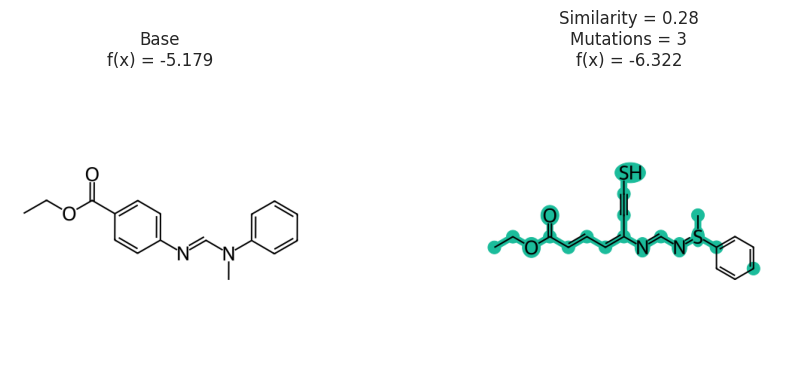 Base
f(x) = -5.179
Similarity = 0.28
Mutations = 3
f(x) = -6.322
O
O
N
N
SH
O
O
N
N
S